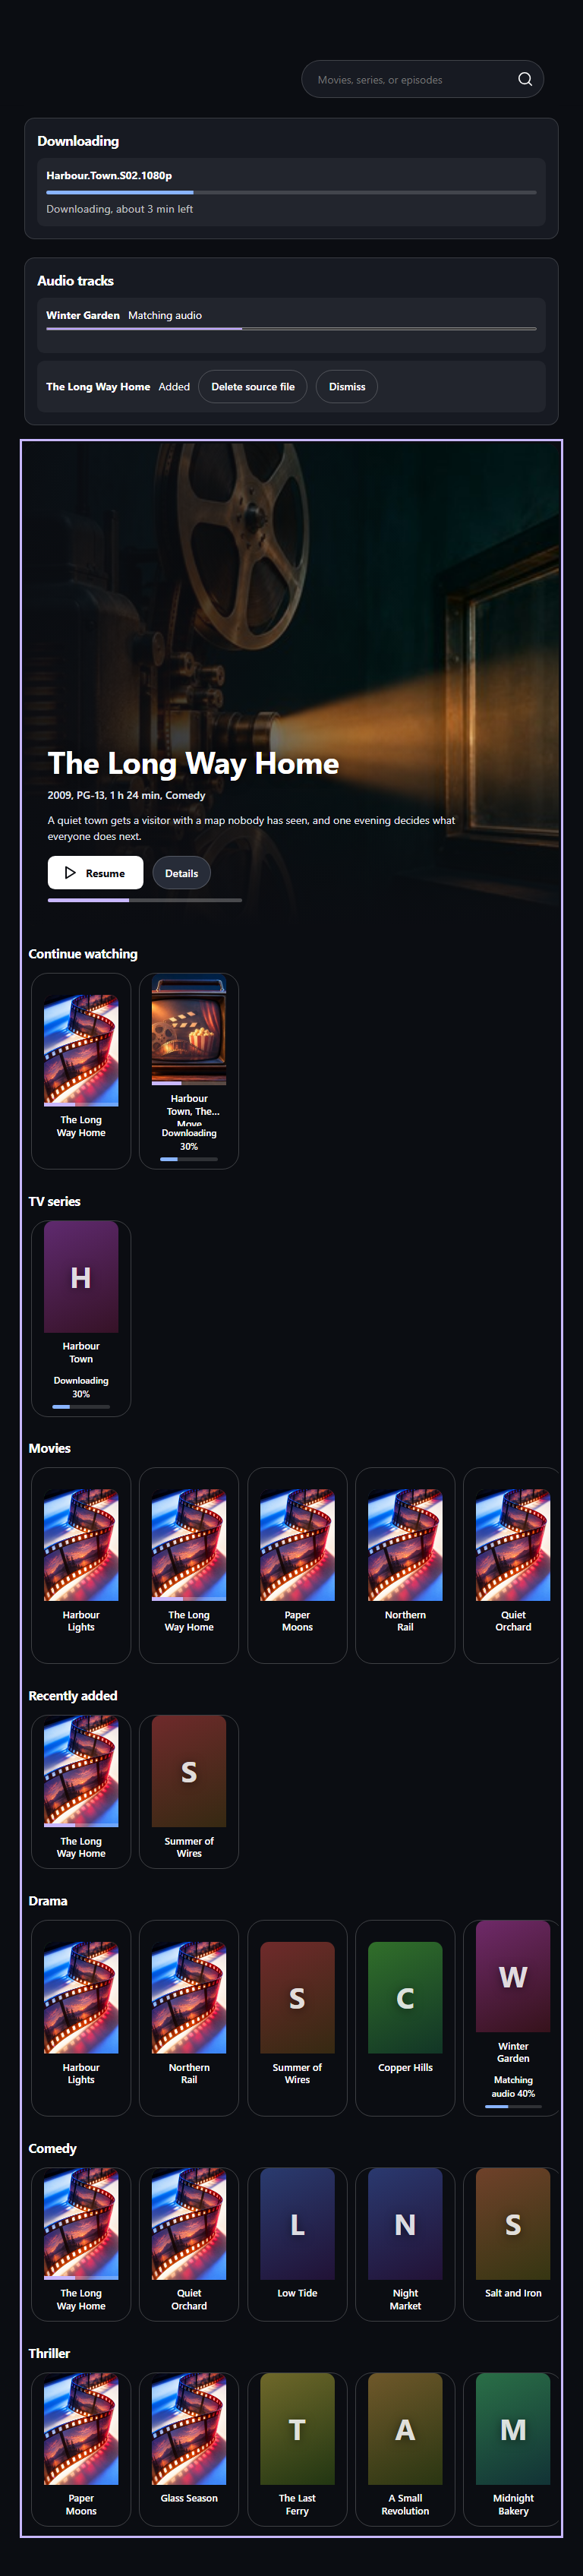 Movies, series, or episodes
Downloading
Harbour.Town.S02.1080p
Downloading, about 3 min left
Audio tracks
Winter Garden Matching audio
The Long Way Home Added Delete source file Dismiss
The Long Way Home
2009, PG-13, 1 h 24 min, Comedy
A quiet town gets a visitor with a map nobody has seen, and one evening decides what
everyone does next.
Resume Details
Continue watching
The Long
Way Home
Harbour
Town, The...
Move
Downloading
30%
TV series
H
Harbour
Town
Downloading
30%
Movies
Harbour
Lights
The Long
Way Home
Paper
Moons
Northern
Rail
Quiet
Orchard
Recently added
The Long
Way Home
S
Summer of
Wires
Drama
Harbour
Lights
Northern
Rail
S
Summer of
Wires
C
Copper Hills
W
Winter
Garden
Matching
audio 40%
Comedy
The Long
Way Home
Quiet
Orchard
L
Low Tide
N
Night
Market
S
Salt and Iron
Thriller
Paper
Moons
Glass Season
T
The Last
Ferry
A
A Small
Revolution
M
Midnight
Bakery